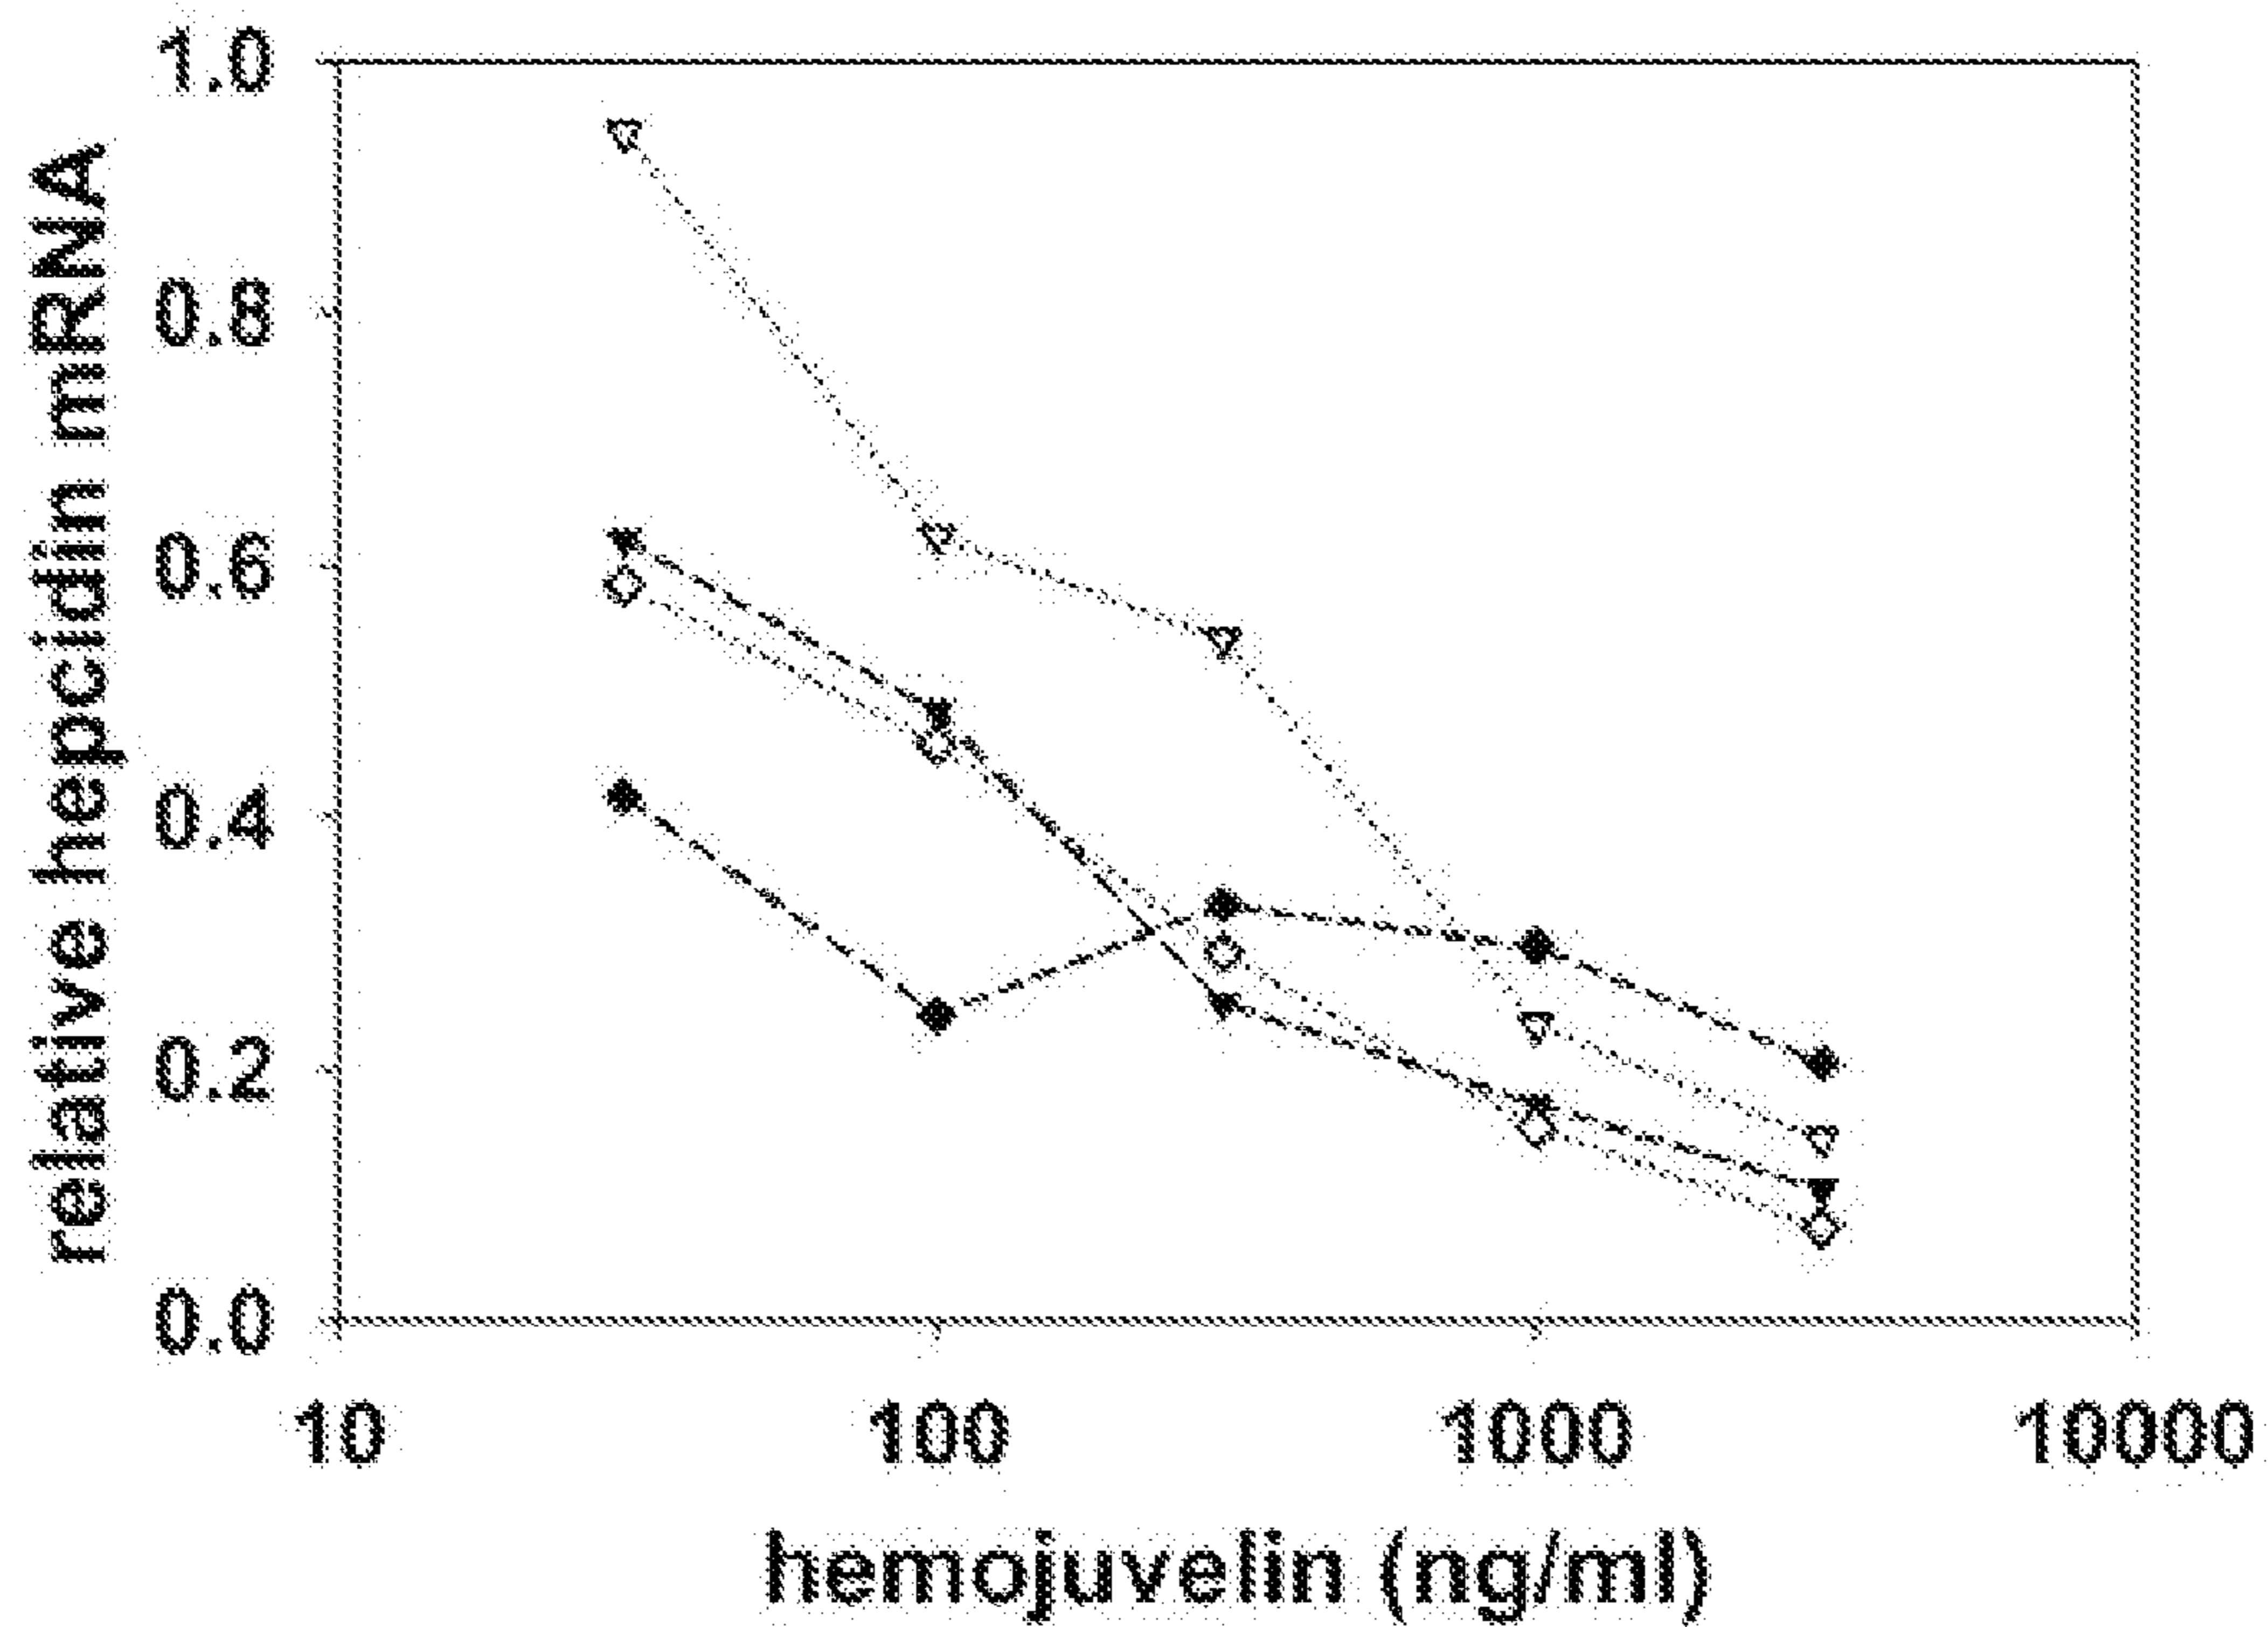 relative hepcidin mRNA
1.0
0.8
0.6
0.4
0.2
0.0
10 100 1000 10000
hemojuvelin (ng/ml)